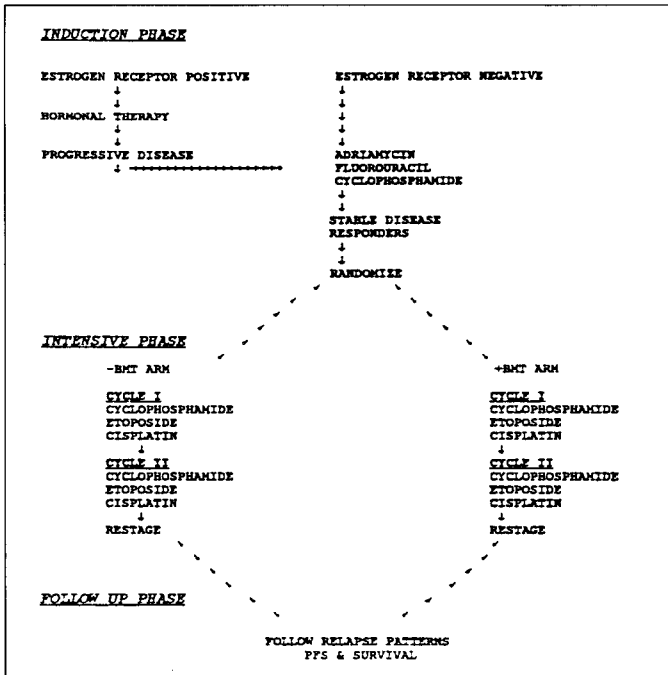 INDUCTION PHASE
ESTROGEN RECEPTOR POSITIVE
HORMONAL THERAPY
PROGRESSIVE DISEASE
ESTROGEN RECEPTOR NEGATIVE
ADRIAMYCIN
FLUOROURACIL
CYCLOPHOSPHAMIDE
STABLE DISEASE
RESPONDERS
RANDOMIZE
INTENSIVE PHASE
-BMT ARM
CYCLE I
CYCLOPHOSPHAMIDE
ETOPOSIDE
CISPLATIN
CYCLE II
CYCLOPHOSPHAMIDE
ETOPOSIDE
CISPLATIN
RESTAGE
+BMT ARM
CYCLE I
CYCLOPHOSPHAMIDE
ETOPOSIDE
CISPLATIN
CYCLE II
CYCLOPHOSPHAMIDE
ETOPOSIDE
CISPLATIN
RESTAGE
FOLLOW UP PHASE
FOLLOW RELAPSE PATTERNS
PFS & SURVIVAL